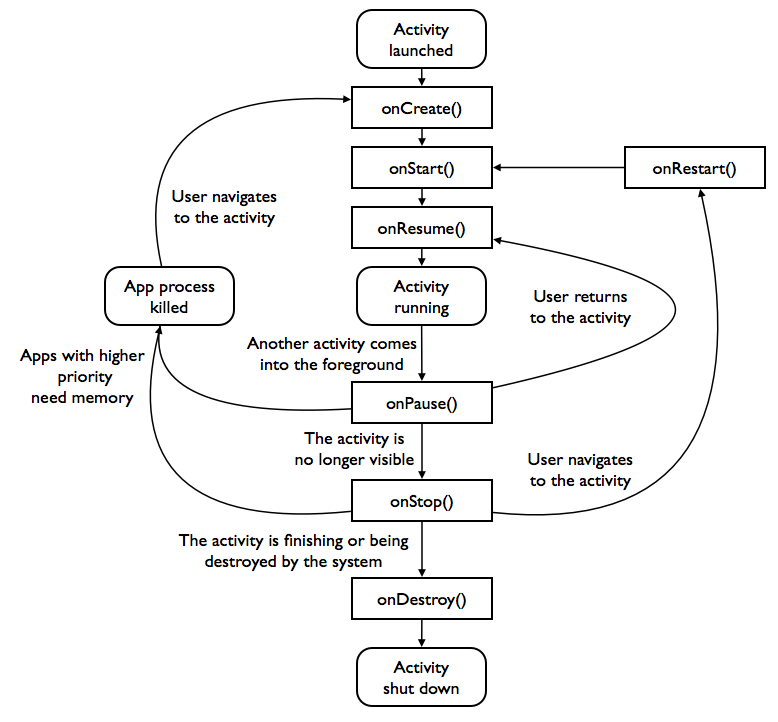 Activity
launched
onCreate()
onStart()
onRestart()
User navigates
to the activity
onResume()
App process
killed
Activity
running
User returns
to the activity
Another activity comes
into the foreground
Apps with higher
priority
need memory
onPause()
The activity is
no longer visible
User navigates
to the activity
onStop()
The activity is finishing or being
destroyed by the system
onDestroy()
Activity
shut down